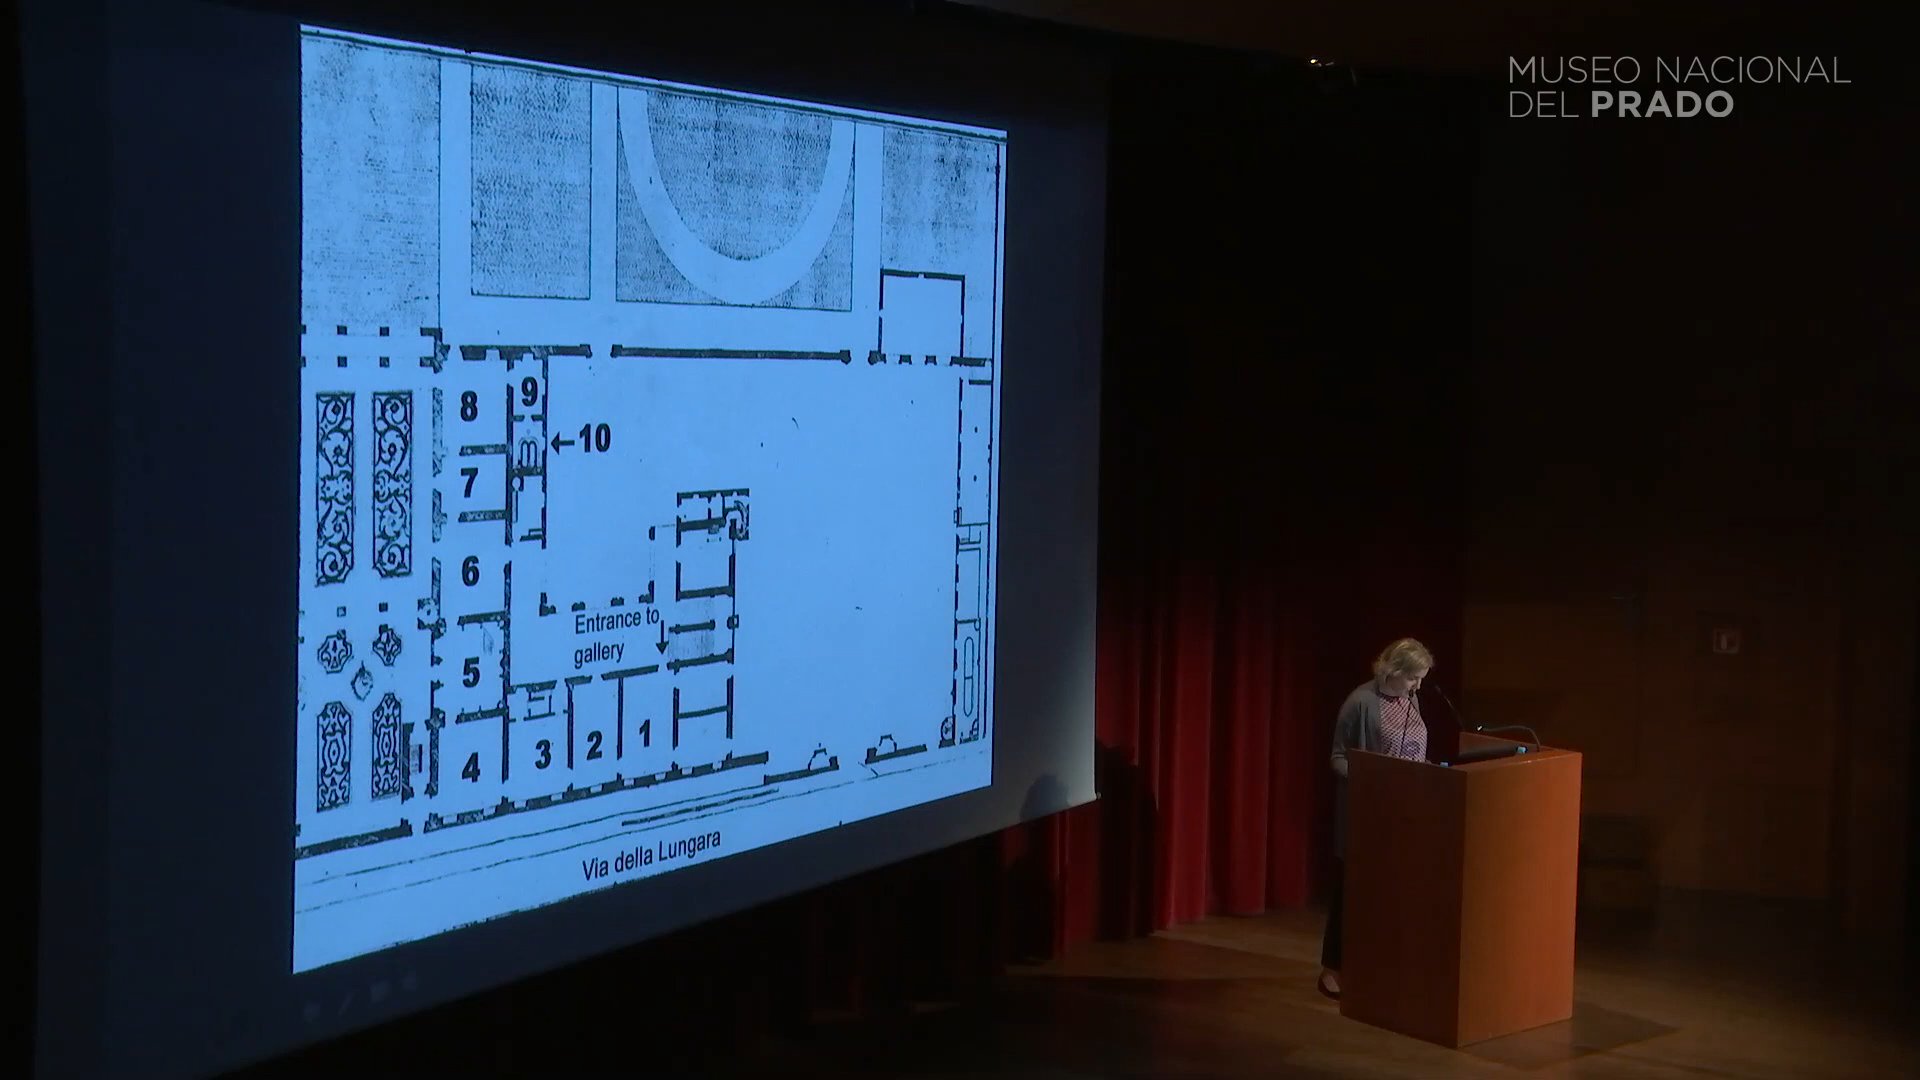 MUSEO NACIONAL
DEL PRADO
9
8
←10
7
6
Entrance to
gallery
5
1
2
3
4
Via della Lungara